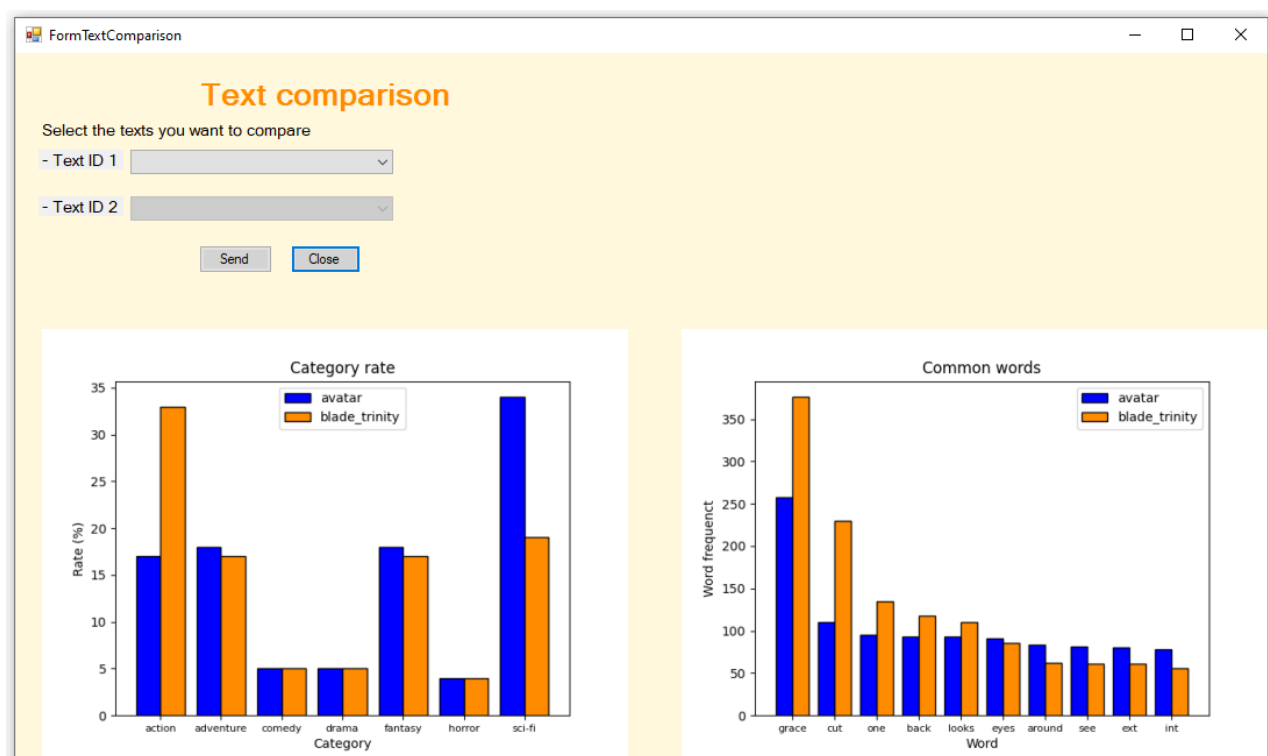 FormTextComparison
Text comparison
Select the texts you want to compare
- Text ID 1
- Text ID 2
Send Close
Category rate
avatar
blade_trinity
35
30
25
20
15
10
5
0
Rate (%)
action adventure comedy drama fantasy horror sci-fi
Category
Common words
avatar
blade_trinity
350
300
250
200
150
100
50
0
Word frequenct
grace cut one back looks eyes around see ext int
Word